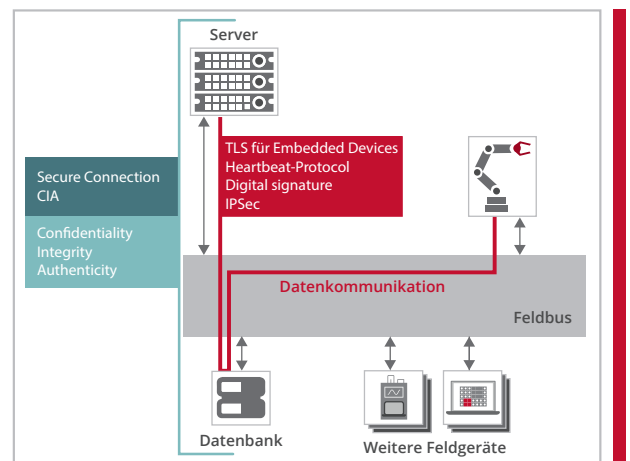 Server
TLS für Embedded Devices
Heartbeat-Protocol
Digital signature
IPSec
Secure Connection
CIA
Confidentiality
Integrity
Authenticity
Datenkommunikation
Feldbus
Datenbank
Weitere Feldgeräte